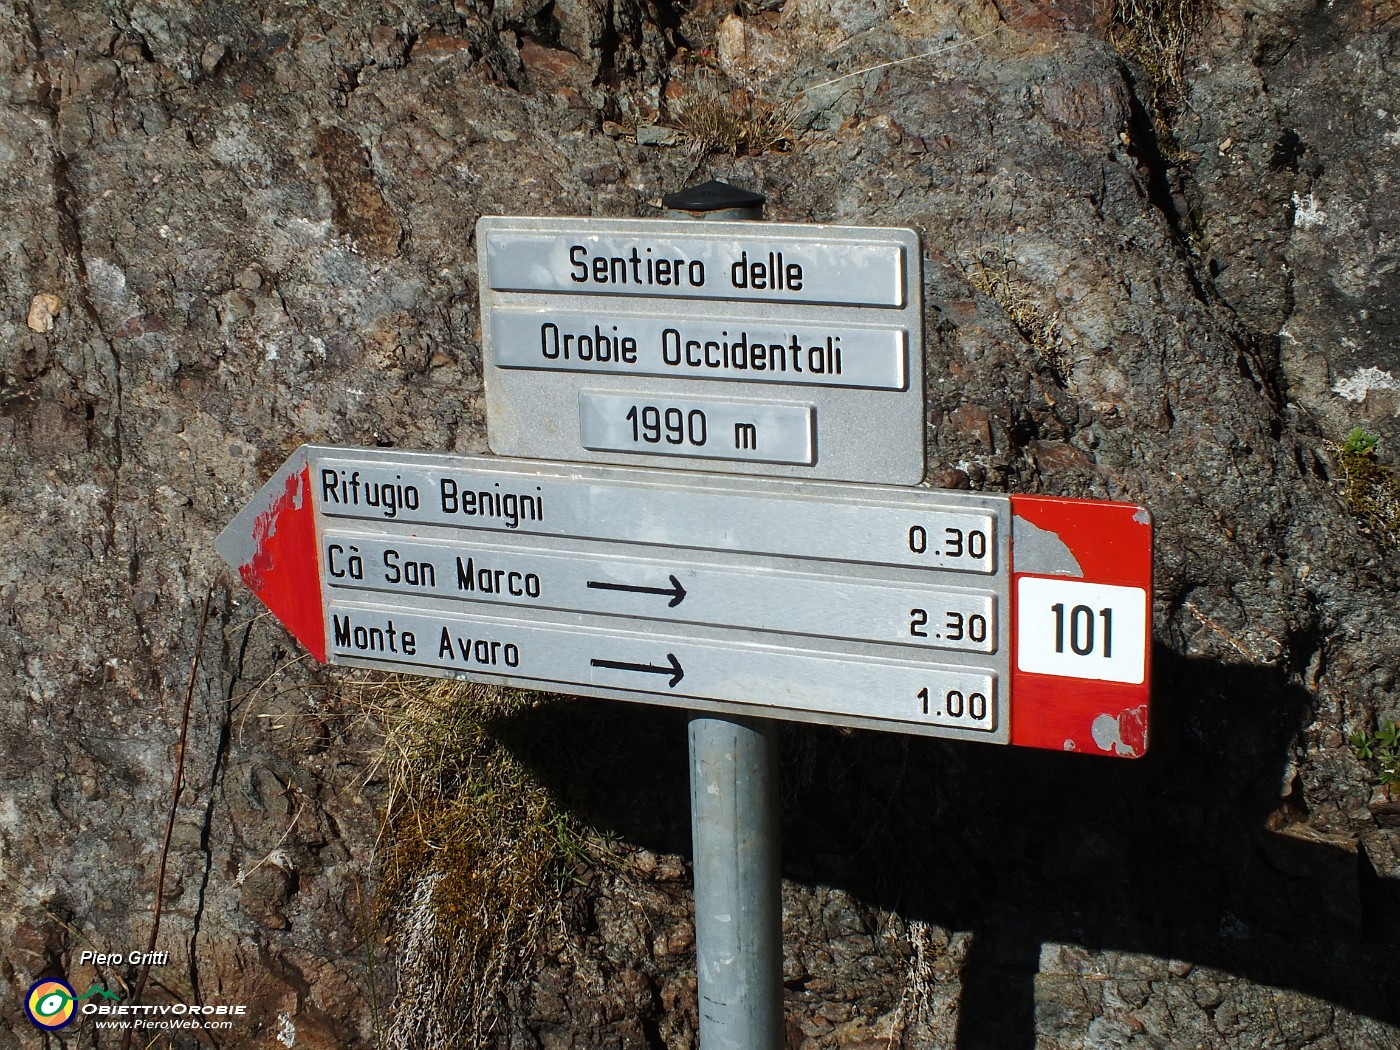 Sentiero delle
Orobie Occidentali
1990 m
Rifugio Benigni 0.30
Cà San Marco → 2.30
Monte Avaro → 1.00
101
Piero Gritti
ObiettivOrobie
www.PieroWeb.com